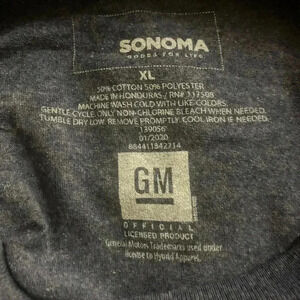 SONOMA
GOODS FOR LIFE
XL
50% COTTON 50% POLYESTER
MADE IN HONDURAS / RN# 117508
MACHINE WASH COLD WITH LIKE COLORS.
GENTLE CYCLE. ONLY NON-CHLORINE BLEACH WHEN NEEDED.
TUMBLE DRY LOW. REMOVE PROMPTLY. COOL IRON IF NEEDED.
139056
01/2020
884411342714
GM
OFFICIAL
LICENSED PRODUCT
General Motors Trademarks used under
license to Hybrid Apparel.